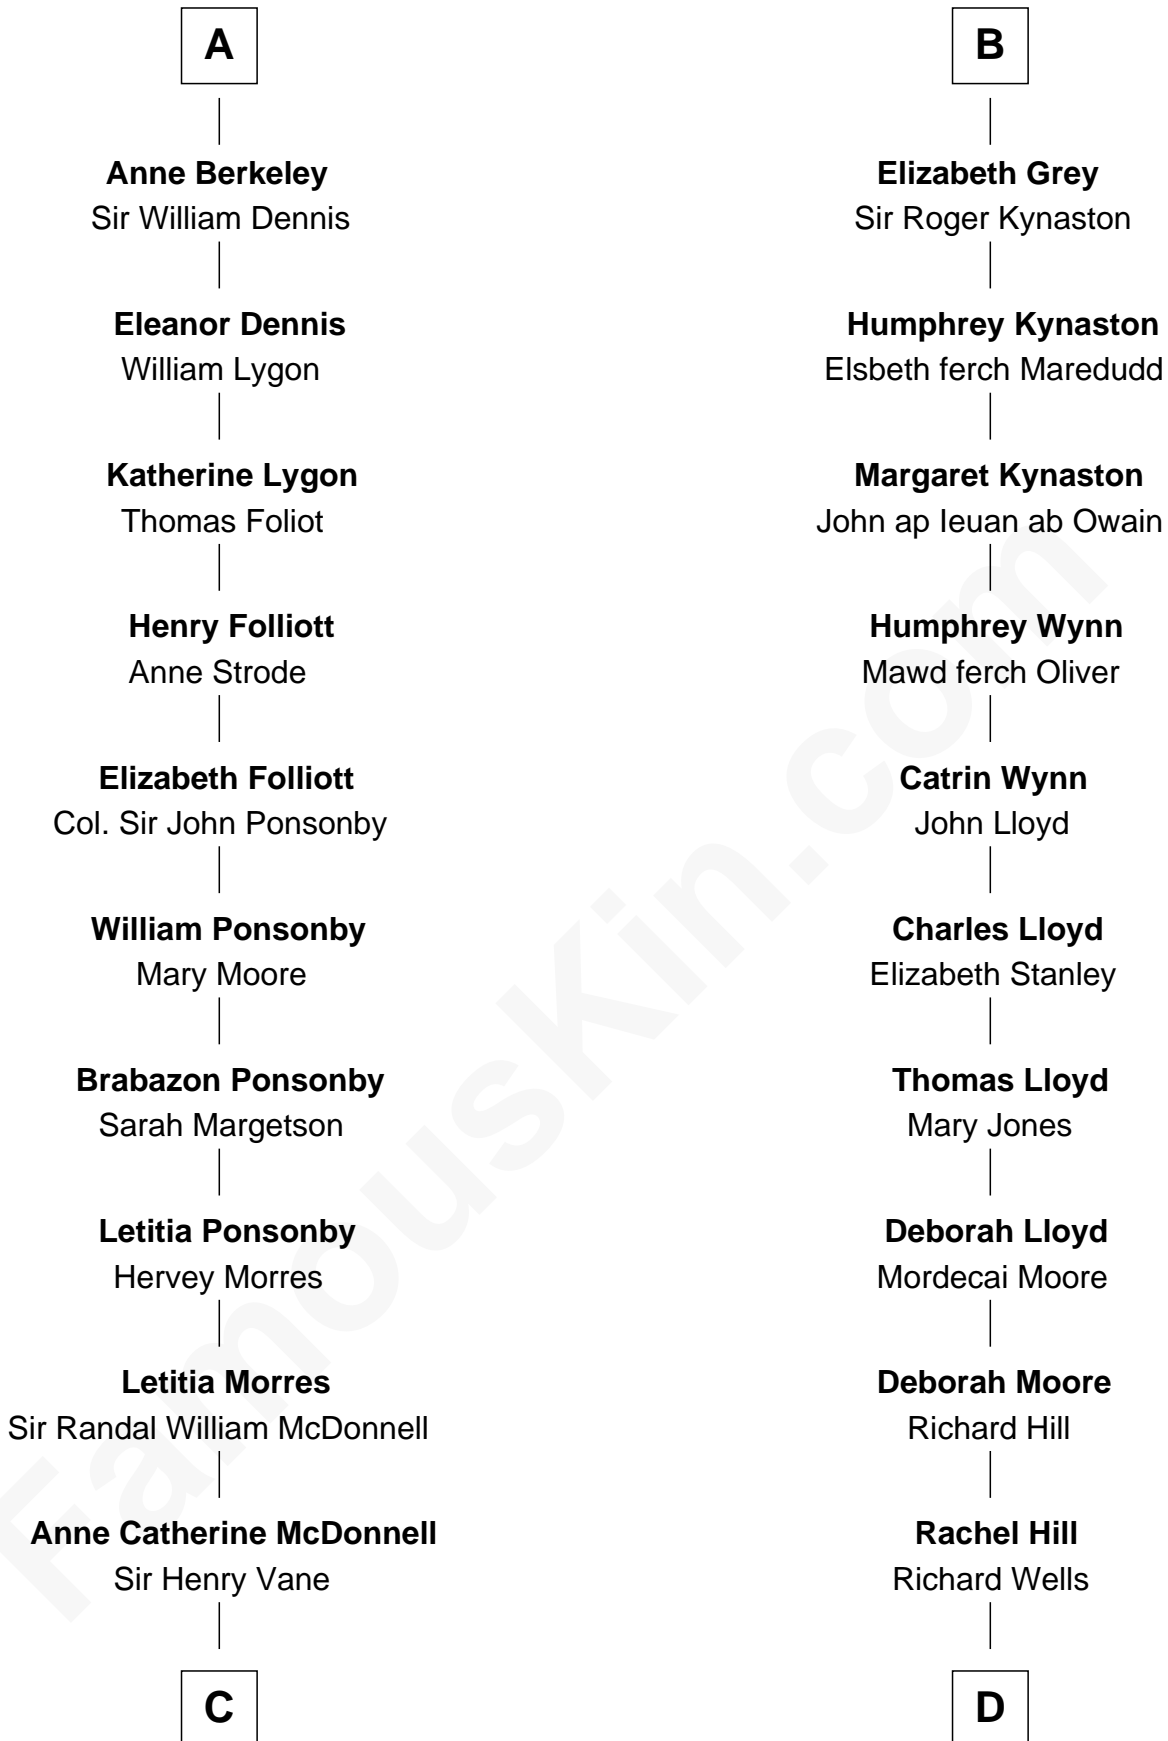 A
Anne Berkeley
Sir William Dennis
Eleanor Dennis
William Lygon
Katherine Lygon
Thomas Foliot
Henry Folliott
Anne Strode
Elizabeth Folliott
Col. Sir John Ponsonby
William Ponsonby
Mary Moore
Brabazon Ponsonby
Sarah Margetson
Letitia Ponsonby
Hervey Morres
Letitia Morres
Sir Randal William McDonnell
Anne Catherine McDonnell
Sir Henry Vane
C
B
Elizabeth Grey
Sir Roger Kynaston
Humphrey Kynaston
Elsbeth ferch Maredudd
Margaret Kynaston
John ap Ieuan ab Owain
Humphrey Wynn
Mawd ferch Oliver
Catrin Wynn
John Lloyd
Charles Lloyd
Elizabeth Stanley
Thomas Lloyd
Mary Jones
Deborah Lloyd
Mordecai Moore
Deborah Moore
Richard Hill
Rachel Hill
Richard Wells
D
FamousKin.com